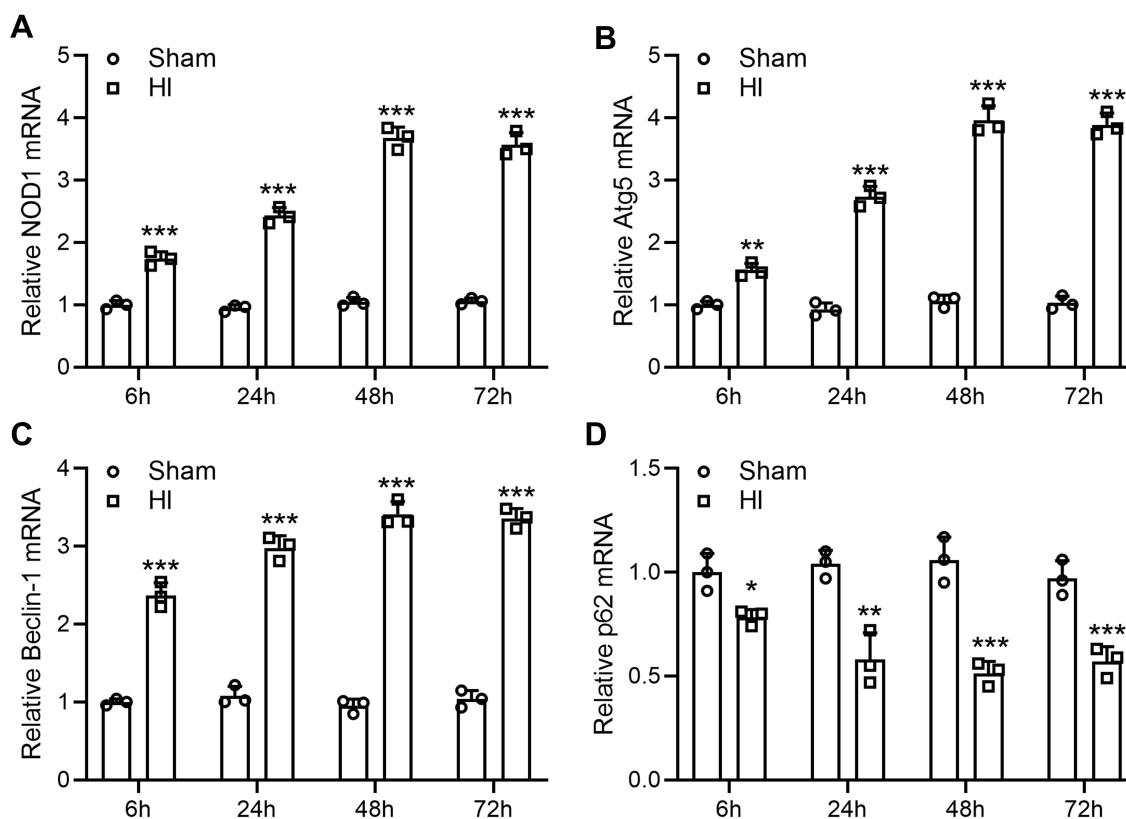 A
Relative NOD1 mRNA
5
4
3
2
1
0
Sham
HI
***
***
***
***
6h
24h
48h
72h
B
Relative Atg5 mRNA
5
4
3
2
1
0
Sham
HI
**
***
***
***
6h
24h
48h
72h
C
Relative Beclin-1 mRNA
4
3
2
1
0
Sham
HI
***
***
***
***
6h
24h
48h
72h
D
Relative p62 mRNA
1.5
1.0
0.5
0.0
Sham
HI
*
**
***
***
6h
24h
48h
72h